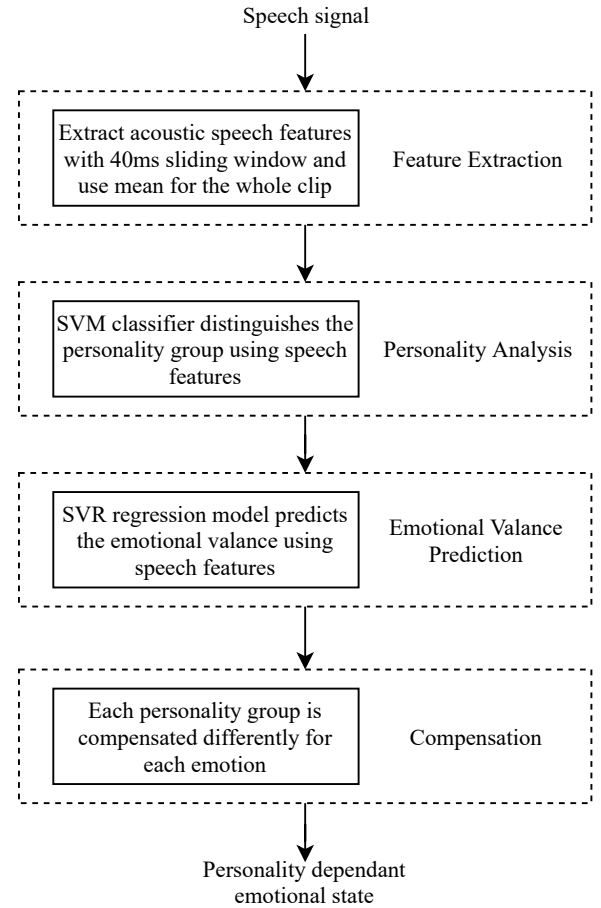 Speech signal
Extract acoustic speech features
with 40ms sliding window and
use mean for the whole clip
Feature Extraction
SVM classifier distinguishes the
personality group using speech
features
Personality Analysis
SVR regression model predicts
the emotional valance using
speech features
Emotional Valance
Prediction
Each personality group is
compensated differently for
each emotion
Compensation
Personality dependant
emotional state